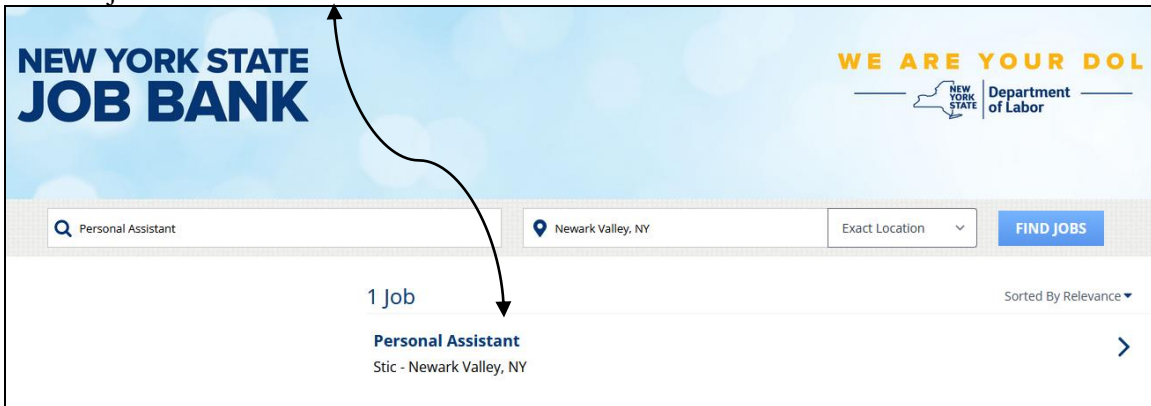 NEW YORK STATE
JOB BANK
WE ARE YOUR DOL
NEW YORK STATE
Department of Labor
Personal Assistant
Newark Valley, NY
Exact Location
FIND JOBS
1 Job
Sorted By Relevance
Personal Assistant
Stic - Newark Valley, NY